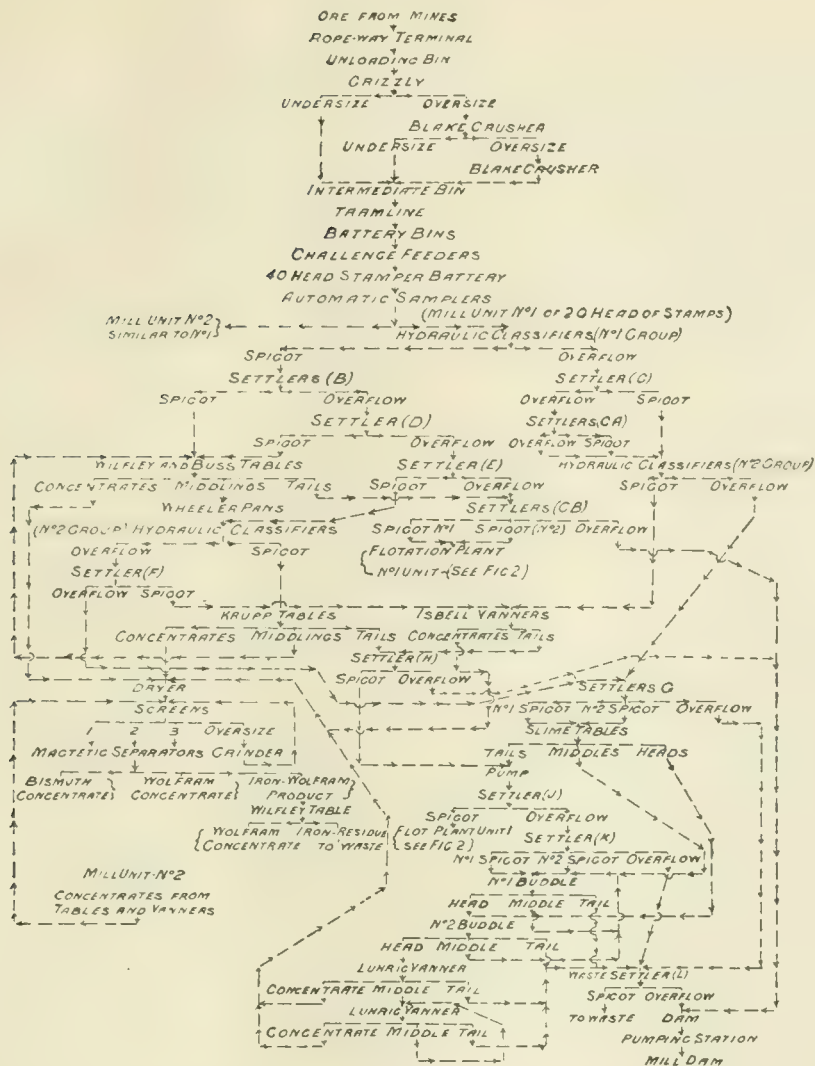 ORE FROM MINES
ROPE-WAY TERMINAL
UNLOADING BIN
GRIZZLY
UNDERSIZE OVERSIZE
BLAKE CRUSHER
UNDERSIZE OVERSIZE
BLAKE CRUSHER
INTERMEDIATE BIN
TRAMLINE
BATTERY BINS
CHALLENGE FEEDERS
40 HEAD STAMPER BATTERY
AUTOMATIC SAMPLERS
(MILL UNIT Nº1 OF 20 HEAD OF STAMPS)
MILL UNIT Nº2
SIMILAR TO Nº1}
HYDRAULIC CLASSIFIERS (Nº1 GROUP)
SPIGOT OVERFLOW
SETTLERS (B) SETTLER (C)
SPIGOT OVERFLOW OVERFLOW SPIGOT
SETTLER (D) SETTLERS (CA)
SPIGOT OVERFLOW OVERFLOW SPIGOT
WILFLEY AND BUSS TABLES SETTLER (E) HYDRAULIC CLASSIFIERS (Nº2 GROUP)
CONCENTRATES MIDDLINGS TAILS SPIGOT OVERFLOW SPIGOT OVERFLOW
WHEELER PANS SETTLERS (CB)
(Nº2 GROUP) HYDRAULIC CLASSIFIERS SPIGOT Nº1 SPIGOT (Nº2) OVERFLOW
OVERFLOW SPIGOT {FLOTATION PLANT
SETTLER (F) Nº1 UNIT - (SEE FIG 2)
OVERFLOW SPIGOT
KRUPP TABLES ISBELL VANNERS
CONCENTRATES MIDDLINGS TAILS CONCENTRATES TAILS
SETTLER (H)
SPIGOT OVERFLOW
DRYER SETTLERS G
SCREENS Nº1 SPIGOT Nº2 SPIGOT OVERFLOW
1 2 3 OVERSIZE SLIME TABLES
MAGTETIC SEPARATORS GRINDER TAILS MIDDLES HEADS
PUMP
BISMUTH
CONCENTRATE} WOLFRAM
CONCENTRATE} IRON-WOLFRAM
PRODUCT}
SETTLER (J)
WILFLEY TABLE SPIGOT OVERFLOW
{WOLFRAM IRON-RESIDUE
CONCENTRATE TO WASTE} {FLOT PLANT UNIT 1
SEE FIG 2}
SETTLER (K)
Nº1 SPIGOT Nº2 SPIGOT OVERFLOW
MILL UNIT-Nº2
CONCENTRATES FROM
TABLES AND VANNERS
Nº1 BUDDLE
HEAD MIDDLE TAIL
Nº2 BUDDLE
HEAD MIDDLE TAIL
LUHRIG VANNER WASTE SETTLER (L)
CONCENTRATE MIDDLE TAIL SPIGOT OVERFLOW
LUHRIG VANNER TO WASTE DAM
CONCENTRATE MIDDLE TAIL PUMPING STATION
MILL DAM